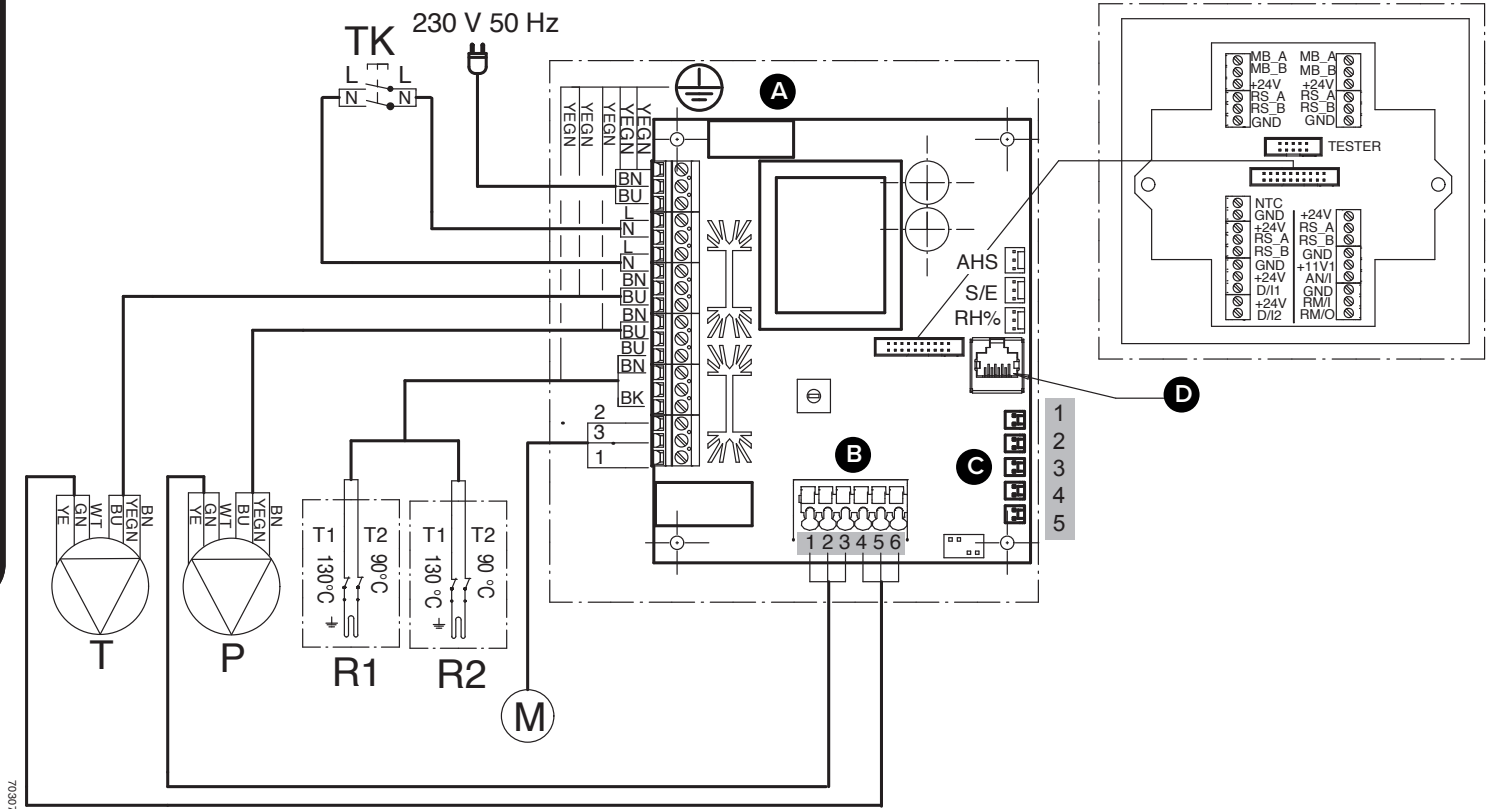 230 V 50 Hz
TK
L L
N N
YEGN
YEGN
YEGN
YEGN
YEGN
A
BN
BU
L
N
L
N
BN
BU
BN
BU
BU
BN
BK
2
3
1
AHS
S/E
RH%
D
B
C
1
2
3
4
5
1 2 3 4 5 6
MB_A MB_A
MB_B MB_B
+24V +24V
RS_A RS_A
RS_B RS_B
GND GND
TESTER
NTC
GND +24V
+24V RS_A
RS_A RS_B
RS_B GND
GND +11V1
+24V AN/I
D/I1 GND
+24V RM/I
D/I2 RM/O
YE GN WT BU YEGN BN
T
YE GN WT BU YEGN BN
P
T1 T2
130°C 90°C
R1
T1 T2
130 °C 90 °C
R2
M